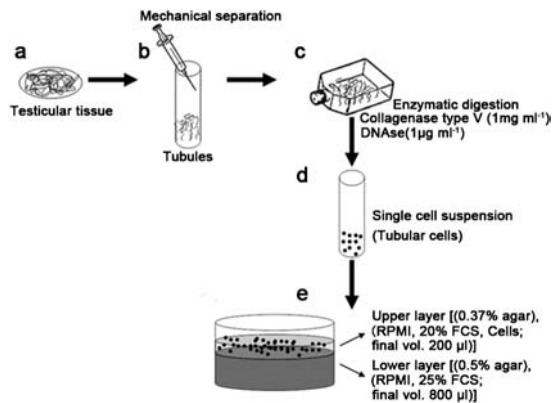 Mechanical separation
a
b
c
Testicular tissue
Tubules
Enzymatic digestion
Collagenase type V (1mg ml-1)
DNAse(1µg ml-1)
d
Single cell suspension
(Tubular cells)
e
Upper layer [(0.37% agar),
(RPMI, 20% FCS, Cells;
final vol. 200 µl)]
Lower layer [(0.5% agar),
(RPMI, 25% FCS;
final vol. 800 µl)]